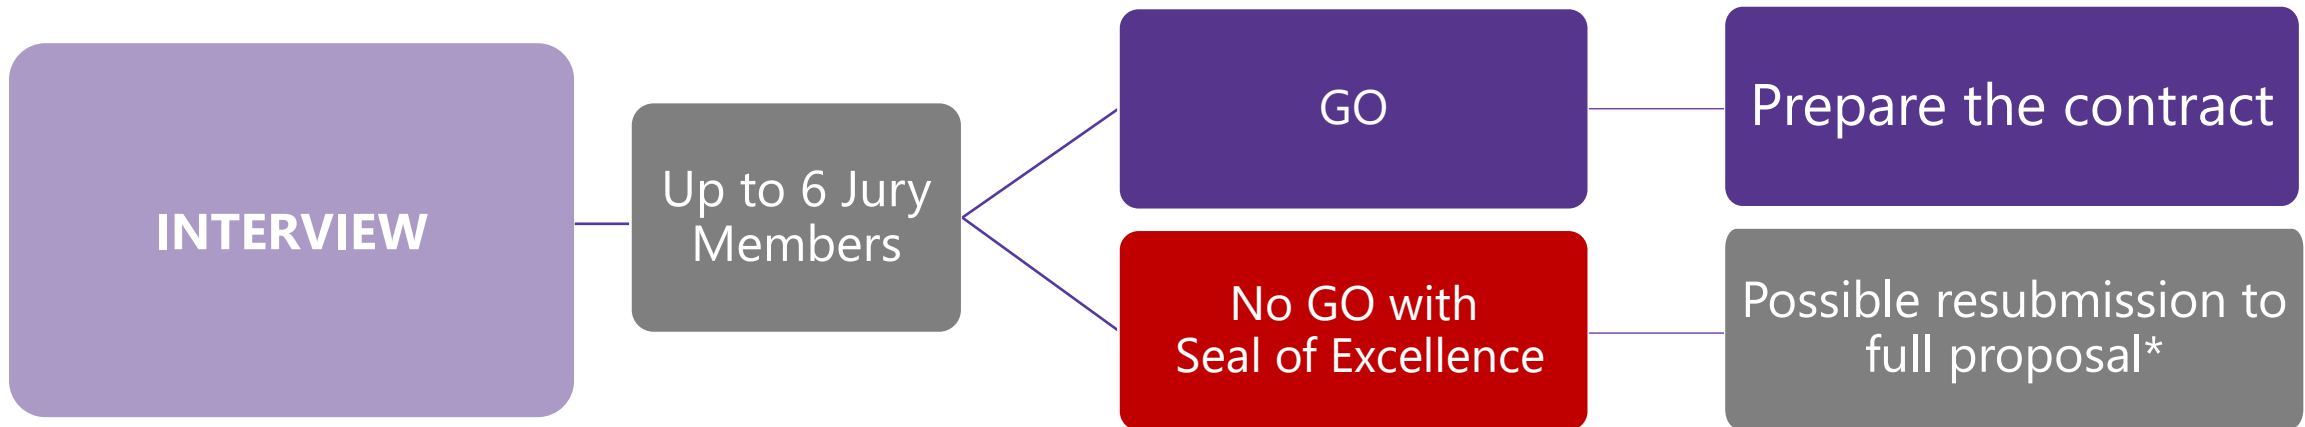 INTERVIEW
Up to 6 Jury
Members
GO
Prepare the contract
No GO with
Seal of Excellence
Possible resubmission to
full proposal*